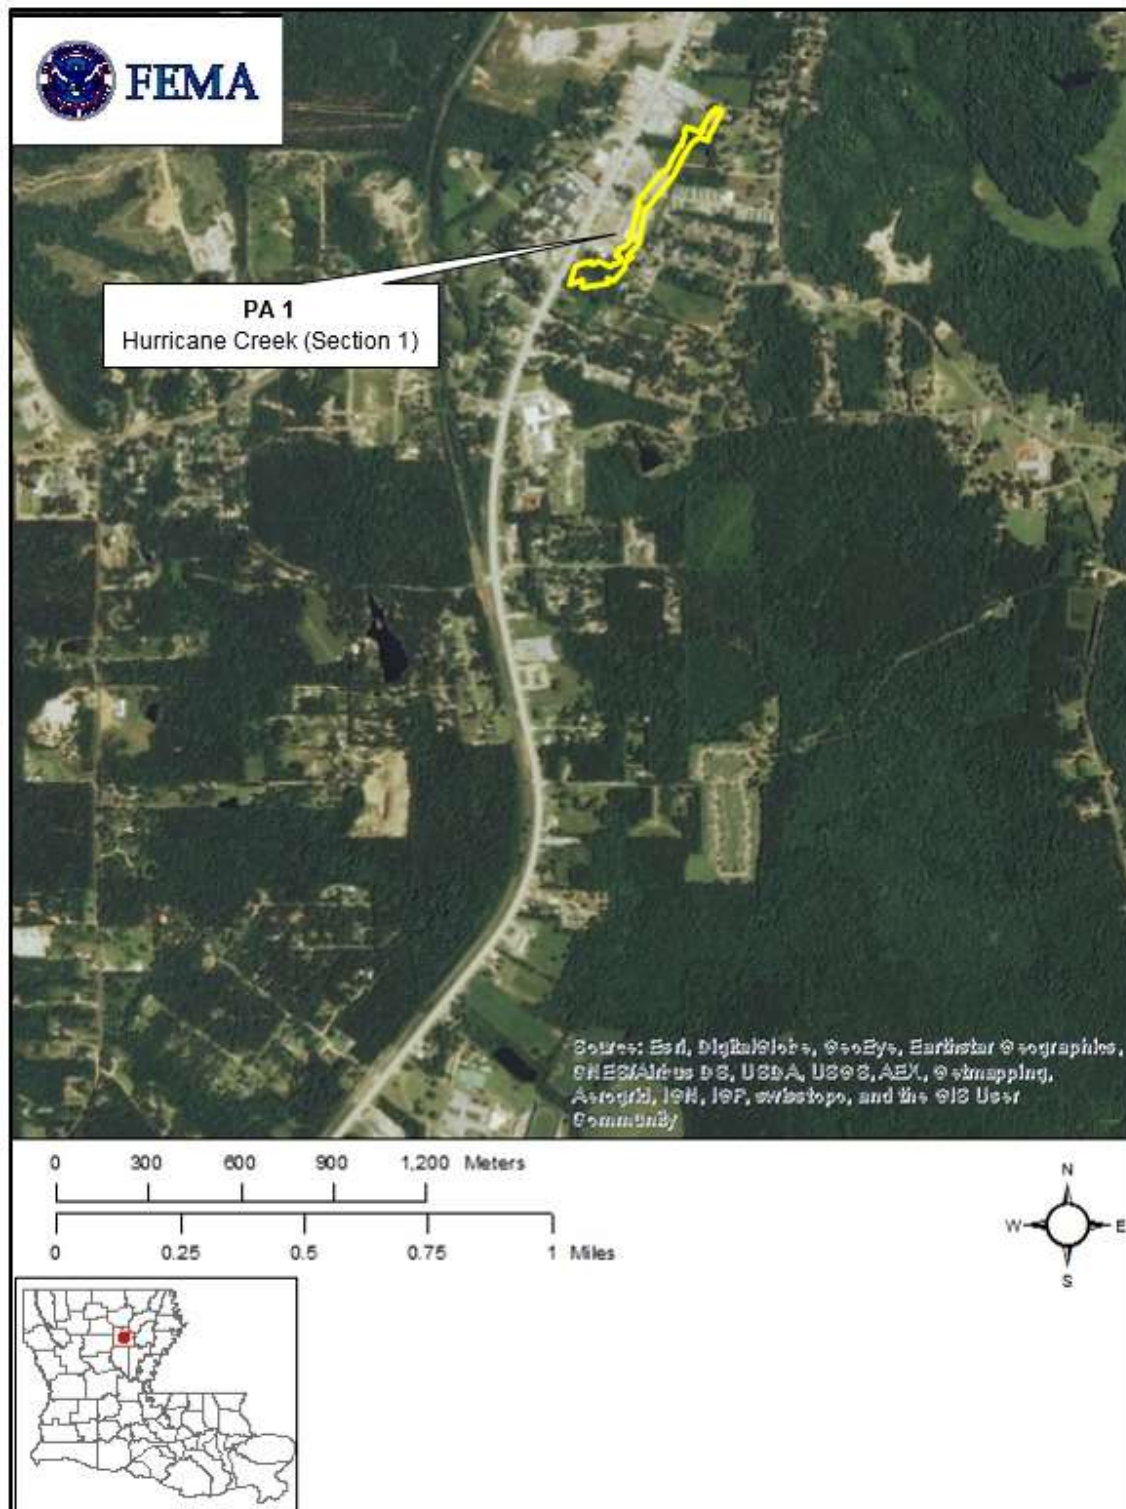 FEMA
PA 1
Hurricane Creek (Section 1)
Source: Esri, DigitalGlobe, GeoEye, Earthstar Geographics,
CNES/Airbus DS, USDA, USGS, AEX, Getmapping,
Aerogrid, IGN, IGP, swisstopo, and the GIS User
Community
0 300 600 900 1,200 Meters
0 0.25 0.5 0.75 1 Miles
N
W E
S